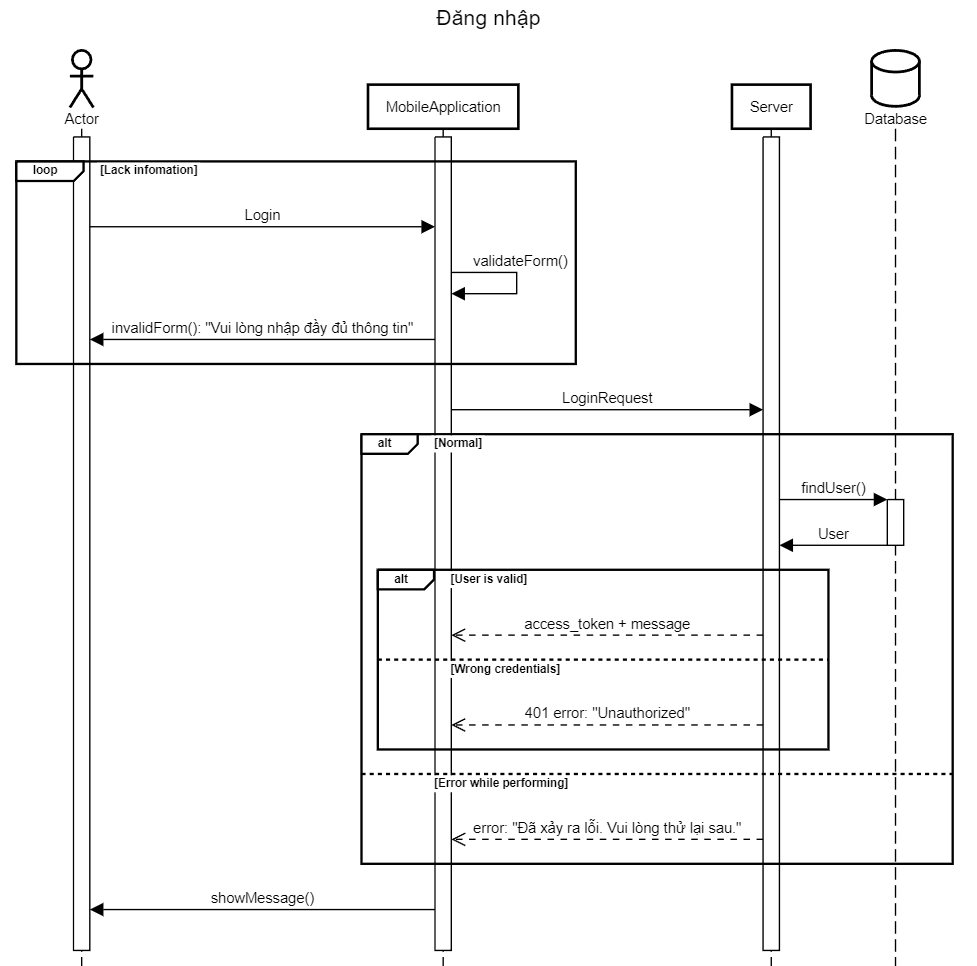 Đăng nhập
Actor
MobileApplication
Server
Database
loop
[Lack infomation]
Login
validateForm()
invalidForm(): "Vui lòng nhập đầy đủ thông tin"
LoginRequest
alt
[Normal]
findUser()
User
alt
[User is valid]
access_token + message
[Wrong credentials]
401 error: "Unauthorized"
[Error while performing]
error: "Đã xảy ra lỗi. Vui lòng thử lại sau."
showMessage()